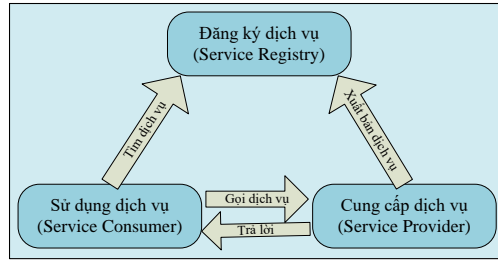 Đăng ký dịch vụ
(Service Registry)
Tìm dịch vụ
Xuất bản dịch vụ
Sử dụng dịch vụ
(Service Consumer)
Gọi dịch vụ
Trả lời
Cung cấp dịch vụ
(Service Provider)